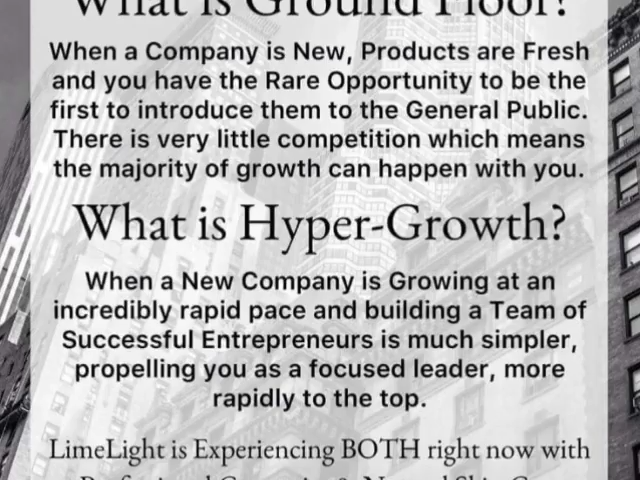 What is Ground Floor?
When a Company is New, Products are Fresh
and you have the Rare Opportunity to be the
first to introduce them to the General Public.
There is very little competition which means
the majority of growth can happen with you.
What is Hyper-Growth?
When a New Company is Growing at an
incredibly rapid pace and building a Team of
Successful Entrepreneurs is much simpler,
propelling you as a focused leader, more
rapidly to the top.
LimeLight is Experiencing BOTH right now with